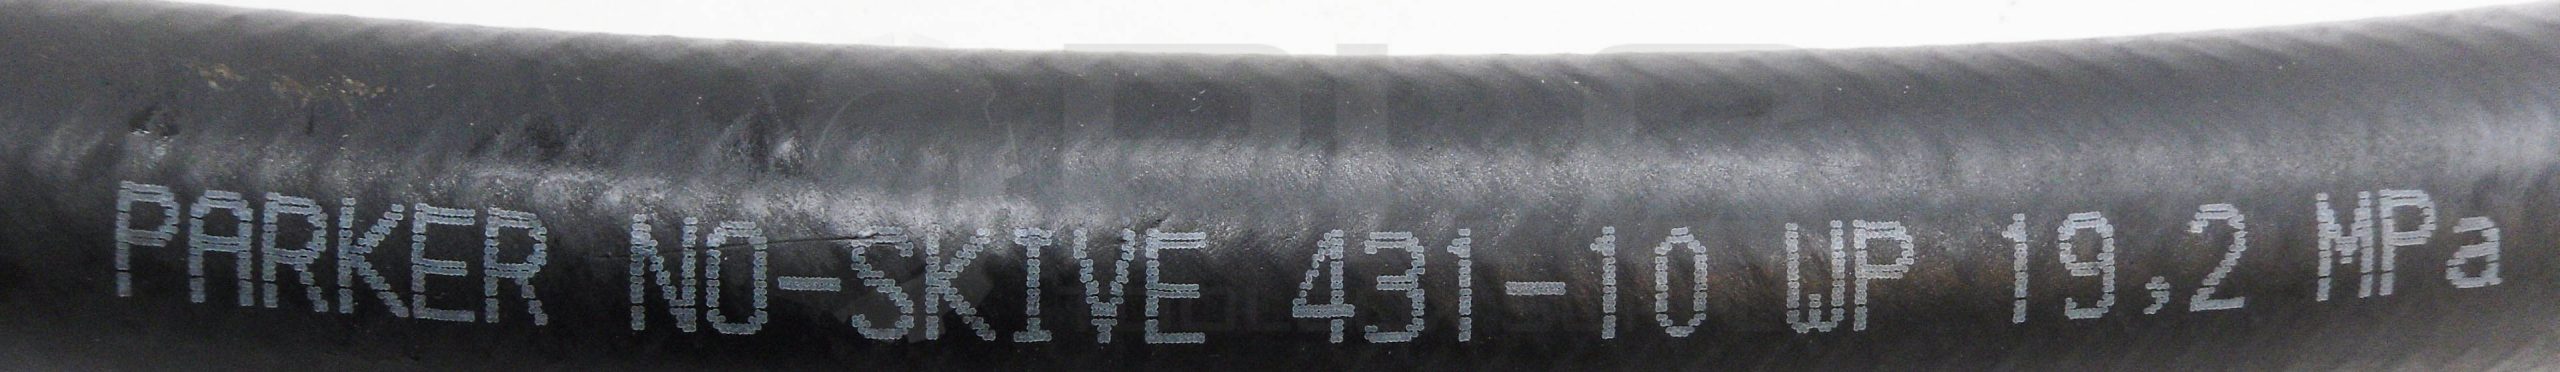 PARKER NO-SKIVE 431-10 WP 19,2 MPa